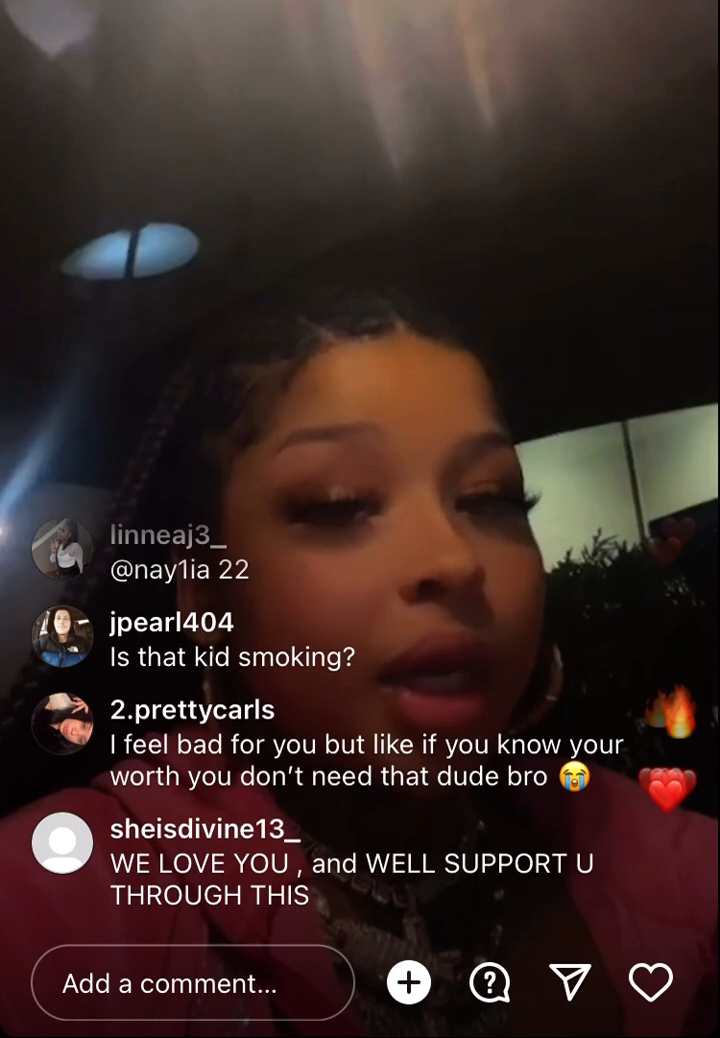 linneaj3_
@nay1ia 22
jpearl404
Is that kid smoking?
2.prettycarls
I feel bad for you but like if you know your
worth you don't need that dude bro 😭
sheisdivine13_
WE LOVE YOU , and WELL SUPPORT U
THROUGH THIS
Add a comment...